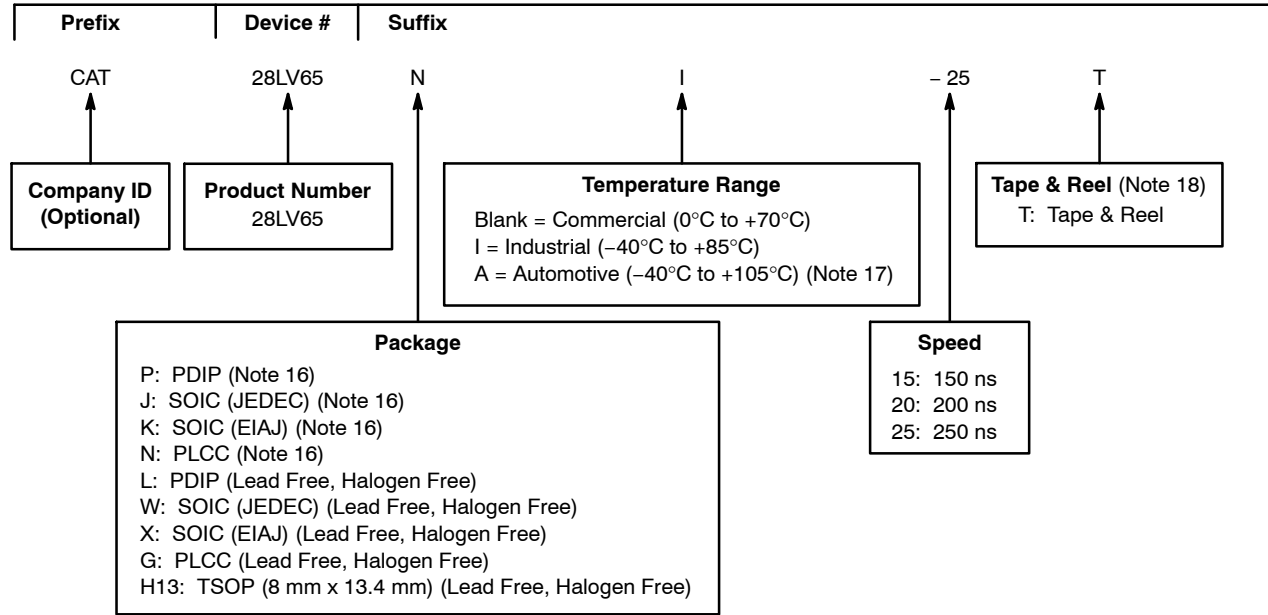 Prefix Device # Suffix
CAT 28LV65 N I – 25 T
Company ID
(Optional)
Product Number
28LV65
Temperature Range
Blank = Commercial (0°C to +70°C)
I = Industrial (−40°C to +85°C)
A = Automotive (−40°C to +105°C) (Note 17)
Tape & Reel (Note 18)
T: Tape & Reel
Package
P: PDIP (Note 16)
J: SOIC (JEDEC) (Note 16)
K: SOIC (EIAJ) (Note 16)
N: PLCC (Note 16)
L: PDIP (Lead Free, Halogen Free)
W: SOIC (JEDEC) (Lead Free, Halogen Free)
X: SOIC (EIAJ) (Lead Free, Halogen Free)
G: PLCC (Lead Free, Halogen Free)
H13: TSOP (8 mm x 13.4 mm) (Lead Free, Halogen Free)
Speed
15: 150 ns
20: 200 ns
25: 250 ns